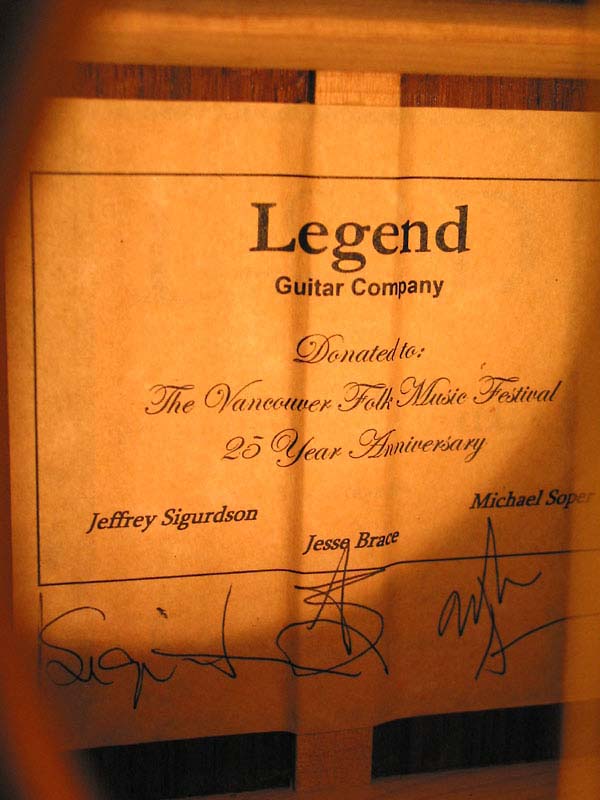 Legend
Guitar Company
Donated to:
The Vancouver Folk Music Festival
25 Year Anniversary
Jeffrey Sigurdson
Jesse Brace
Michael Soper